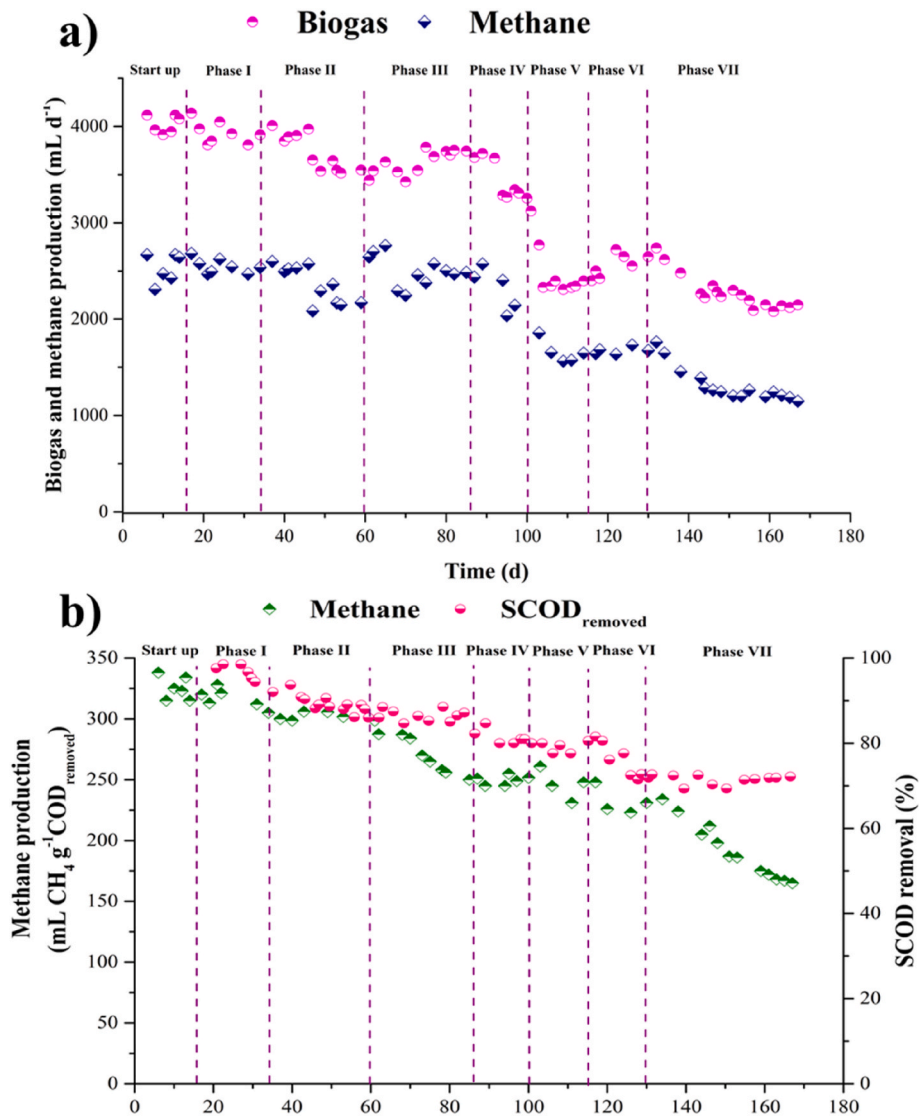 a)
Biogas Methane
Start up Phase I Phase II Phase III Phase IV Phase V Phase VI Phase VII
Biogas and methane production (mL d⁻¹)
4000
3000
2000
1000
0
0 20 40 60 80 100 120 140 160 180
Time (d)
b)
Methane SCODremoved
Start up Phase I Phase II Phase III Phase IV Phase V Phase VI Phase VII
Methane production
(mL CH₄ g⁻¹CODremoved)
350
300
250
200
150
100
75
50
25
0
100
80
60
40
20
0
SCOD removal (%)
0 20 40 60 80 100 120 140 160 180